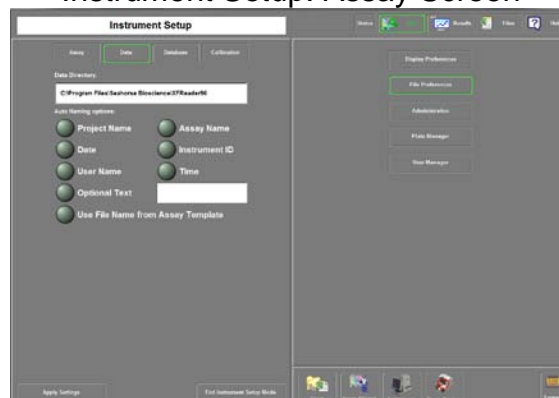 Instrument Setup: Assay Screen
Instrument Setup
Status
Results
Files
Assay
Data
Database
Calibration
Data Directory:
C:\Program Files\Seahorse Bioscience\XFReader96
Auto Naming options:
Project Name
Assay Name
Date
Instrument ID
User Name
Time
Optional Text
Use File Name from Assay Template
Apply Settings
Exit Instrument Setup Mode
Display Preferences
File Preferences
Administration
Plate Manager
User Manager